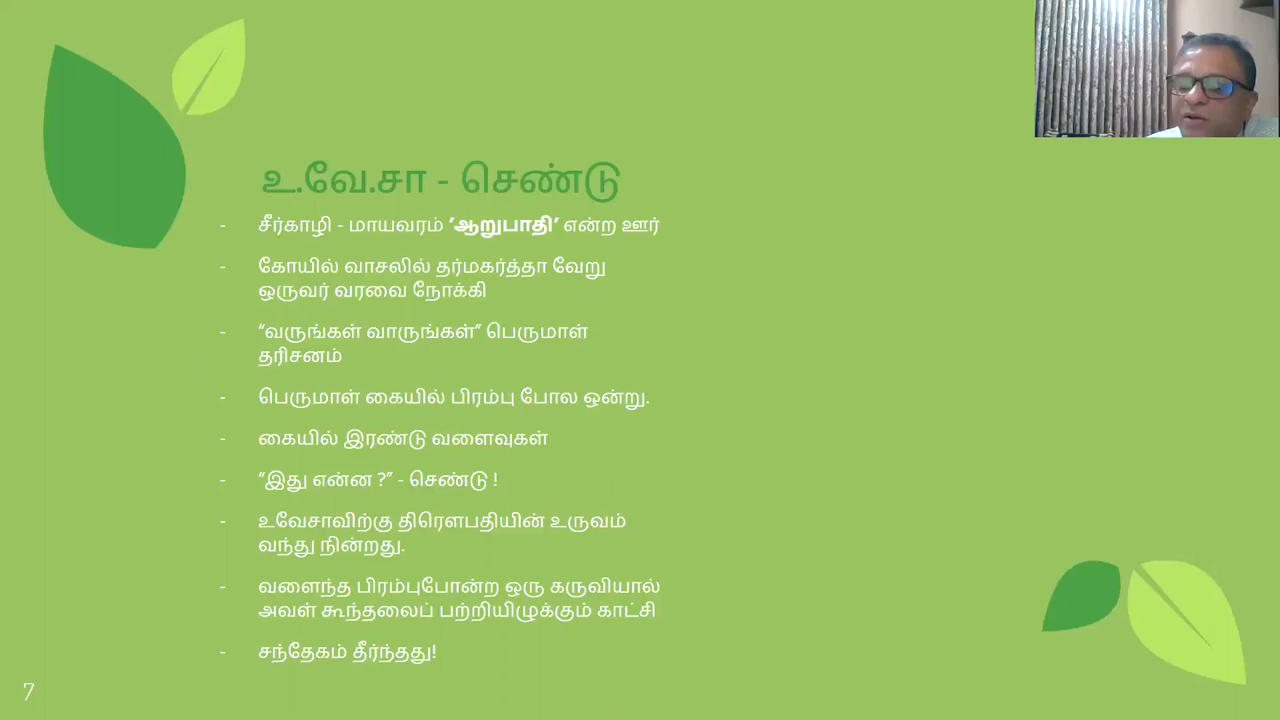 உ.வே.சா - செண்டு
- சீர்காழி - மாயவரம் ‘ஆறுபாதி’ என்ற ஊர்
- கோயில் வாசலில் தர்மகர்த்தா வேறு
ஒருவர் வரவை நோக்கி
- “வருங்கள் வாருங்கள்” பெருமாள்
தரிசனம்
- பெருமாள் கையில் பிரம்பு போல ஒன்று.
- கையில் இரண்டு வளைவுகள்
- “இது என்ன ?” - செண்டு !
- உவேசாவிற்கு திரௌபதியின் உருவம்
வந்து நின்றது.
- வளைந்த பிரம்புபோன்ற ஒரு கருவியால்
அவள் கூந்தலைப் பற்றியிழுக்கும் காட்சி
- சந்தேகம் தீர்ந்தது!
7